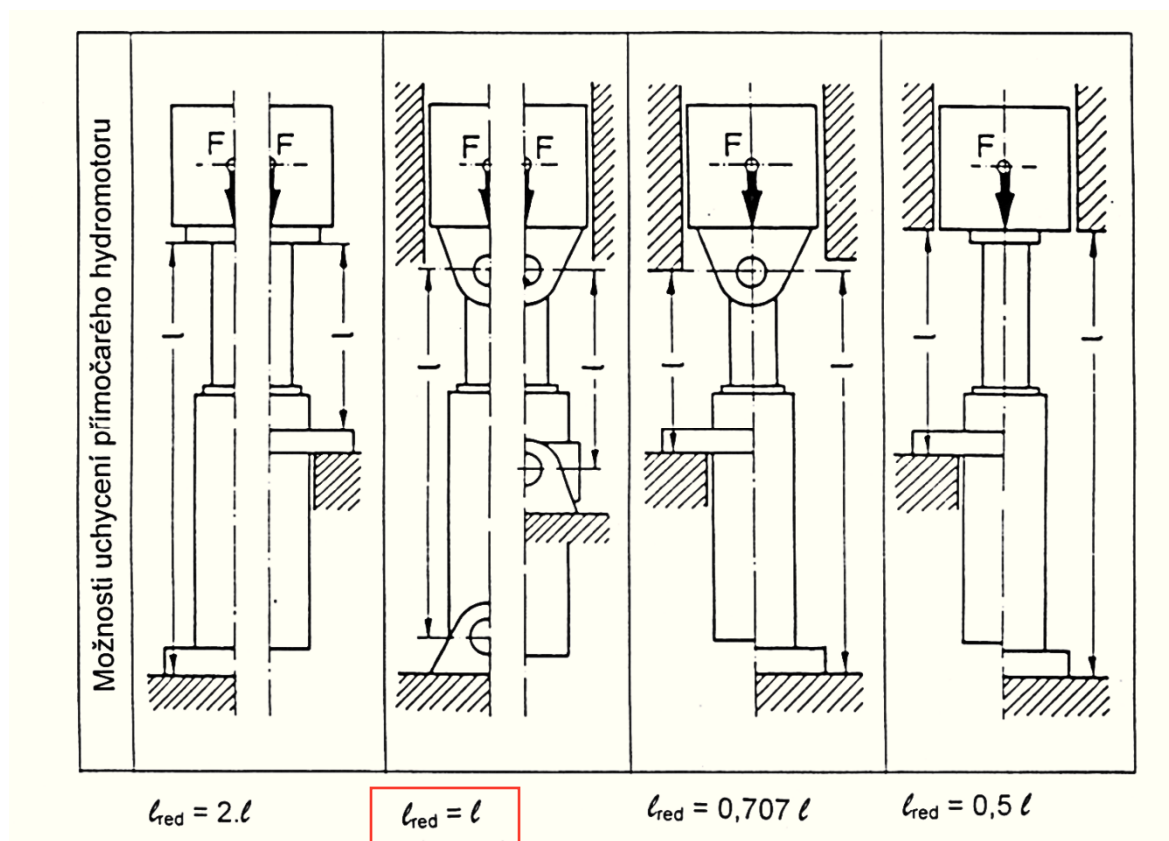 Možnosti uchycení přímočarého hydromotoru
F F
l l
F F
l l
F
l l
F
l l
ℓred = 2.ℓ
ℓred = ℓ
ℓred = 0,707 ℓ
ℓred = 0,5 ℓ